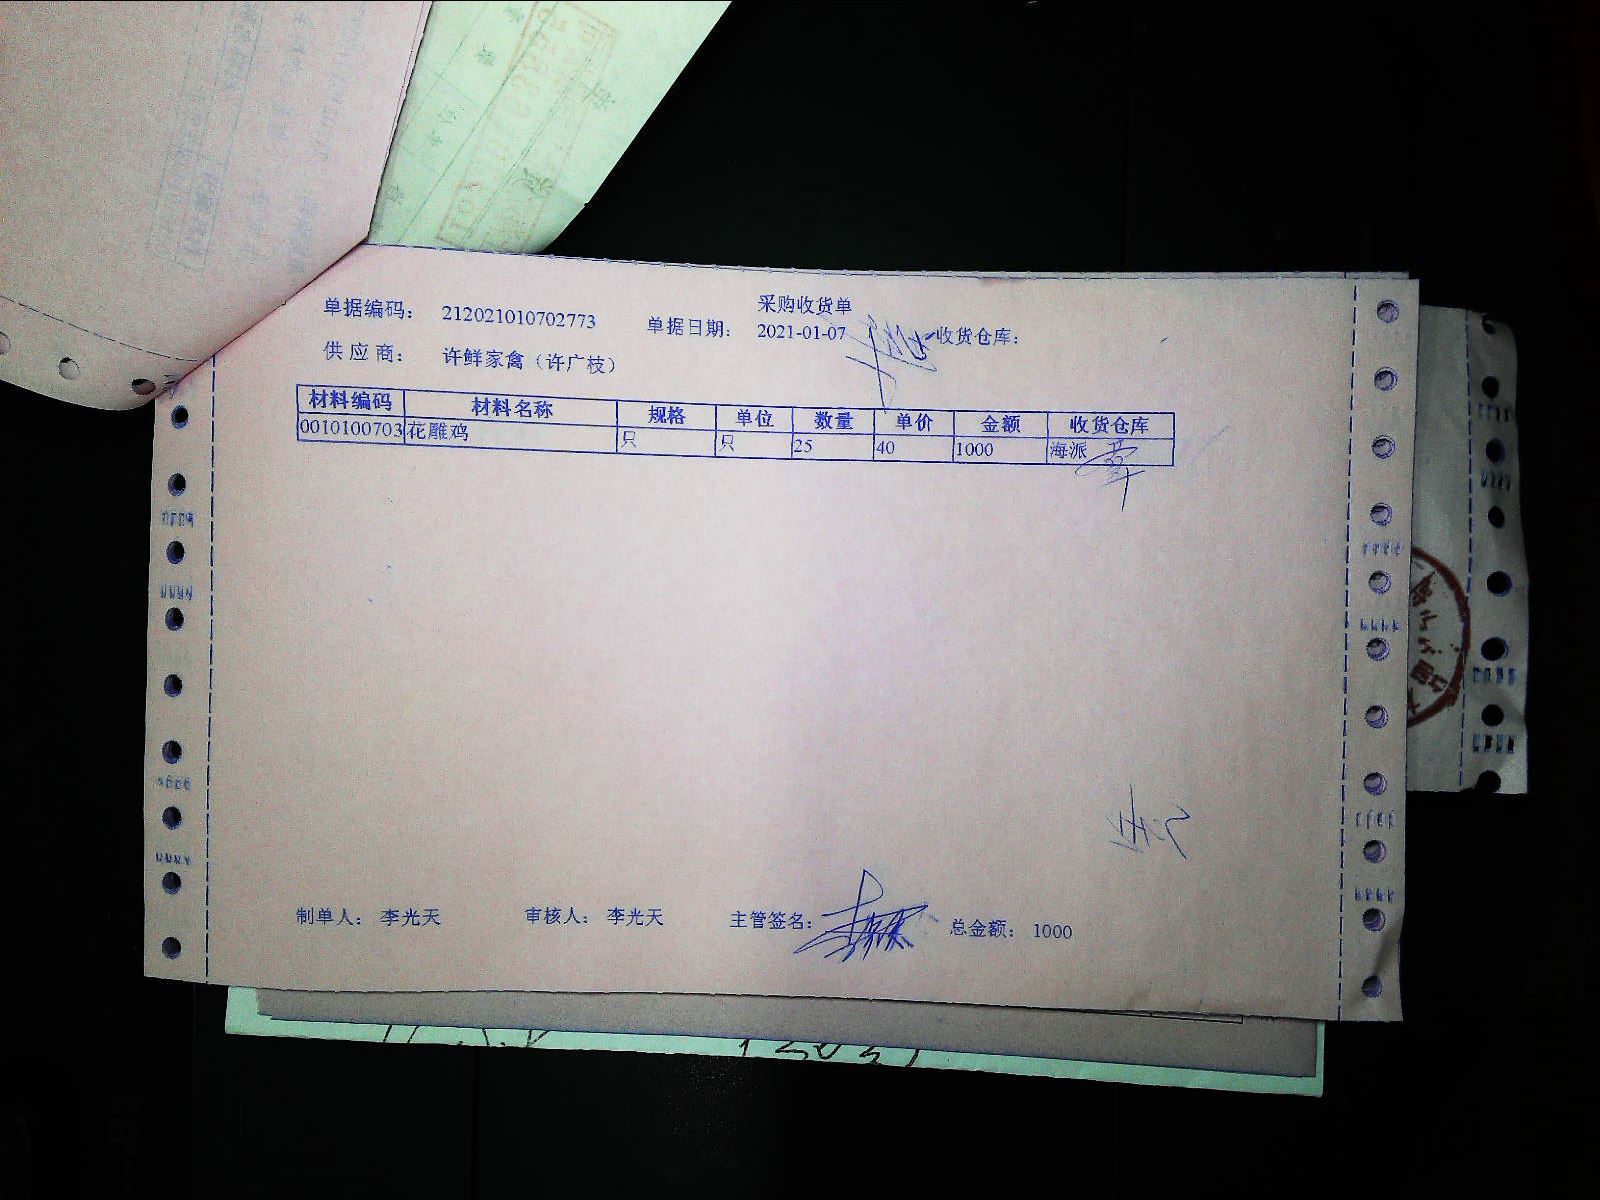 采购收货单
单据编码： 212021010702773 单据日期： 2021-01-07 收货仓库：
供 应 商： 许鲜家禽（许广枝）
材料编码 材料名称 规格 单位 数量 单价 金额 收货仓库
0010100703 花雕鸡 只 只 25 40 1000 海派
制单人： 李光天 审核人： 李光天 主管签名： 总金额： 1000